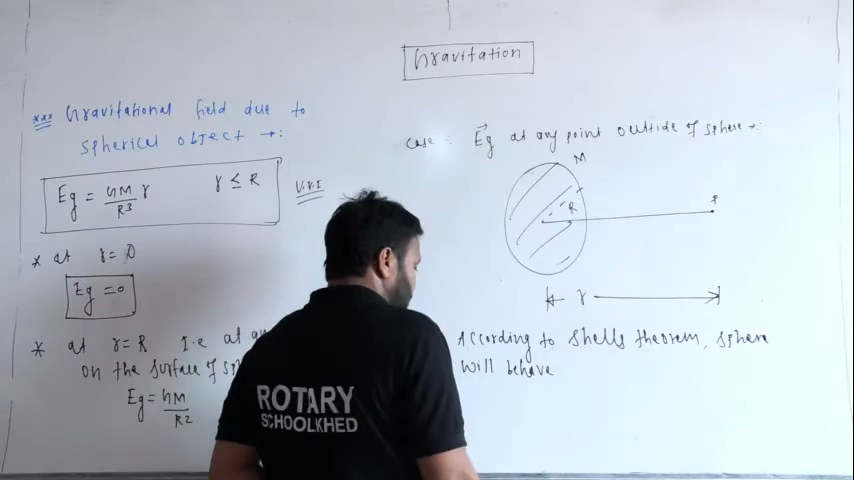 Gravitation
*** Gravitational field due to
spherical object →:
Eg = GM/R³ r r ≤ R
V.V.I
* at r = 0
Eg = 0
* at r = R I.e at
on the surface of
Eg = GM/R²
case : E⃗g at any point outside of sphere →:
M
R
P
r
According to shells theorem, sphere
will behave
ROTARY
SCHOOLKHED